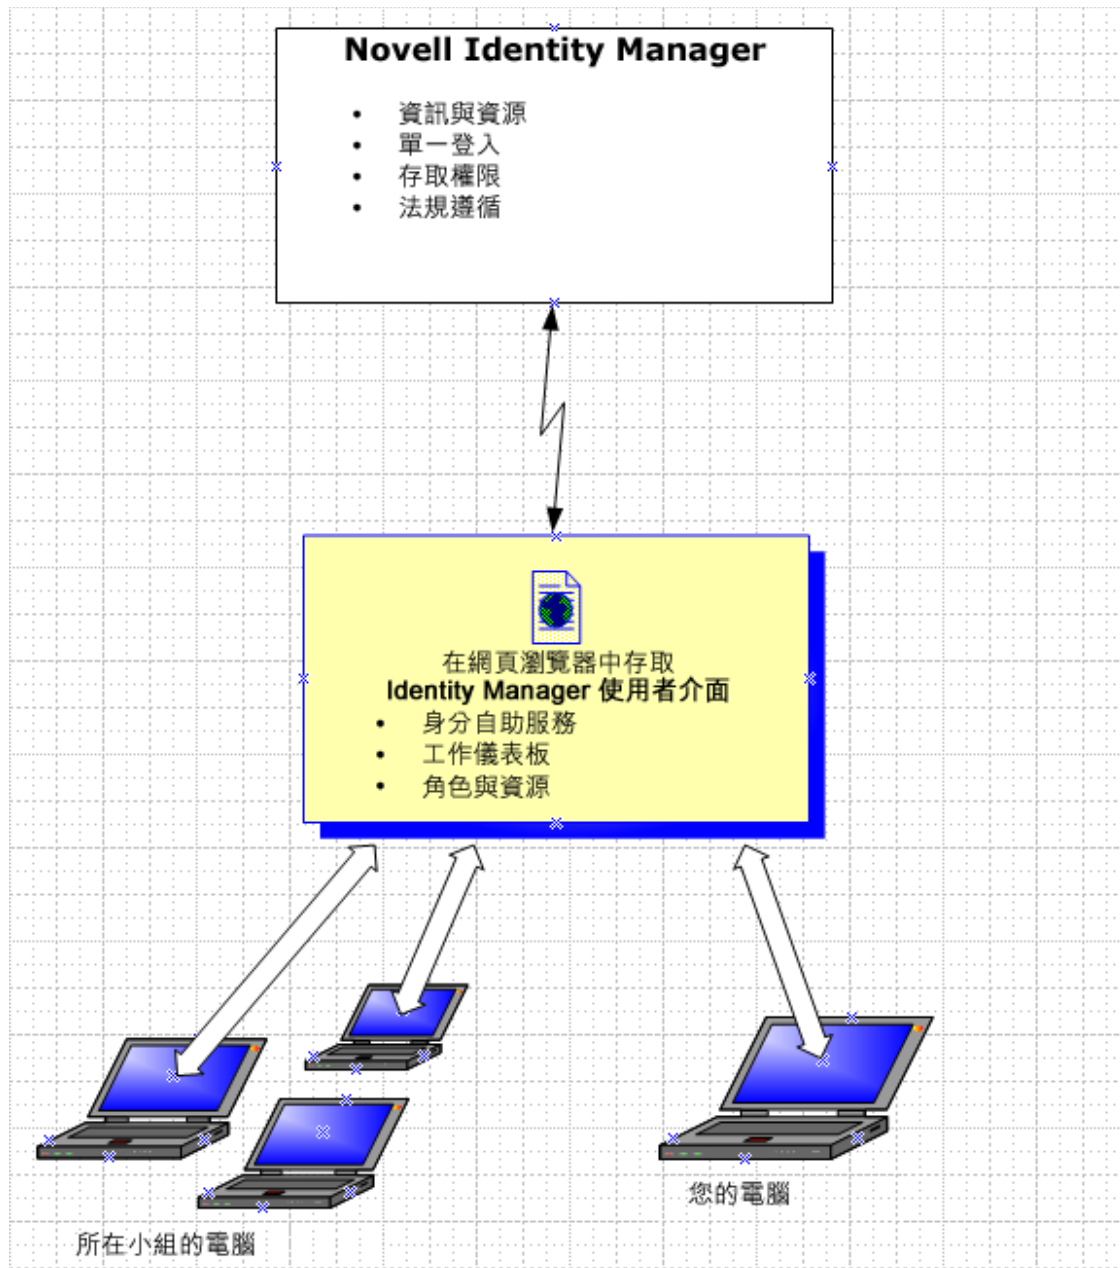 Novell Identity Manager
• 資訊與資源
• 單一登入
• 存取權限
• 法規遵循
在網頁瀏覽器中存取
Identity Manager 使用者介面
• 身分自助服務
• 工作儀表板
• 角色與資源
您的電腦
所在小組的電腦